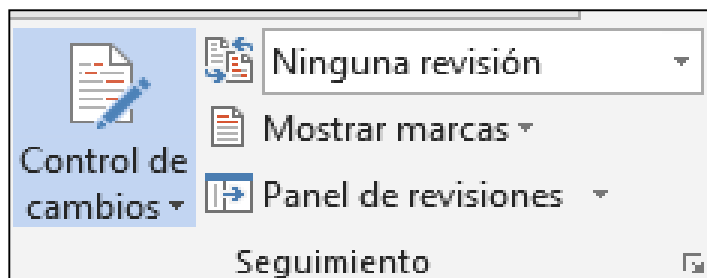 Ninguna revisión
Mostrar marcas
Control de
cambios
Panel de revisiones
Seguimiento